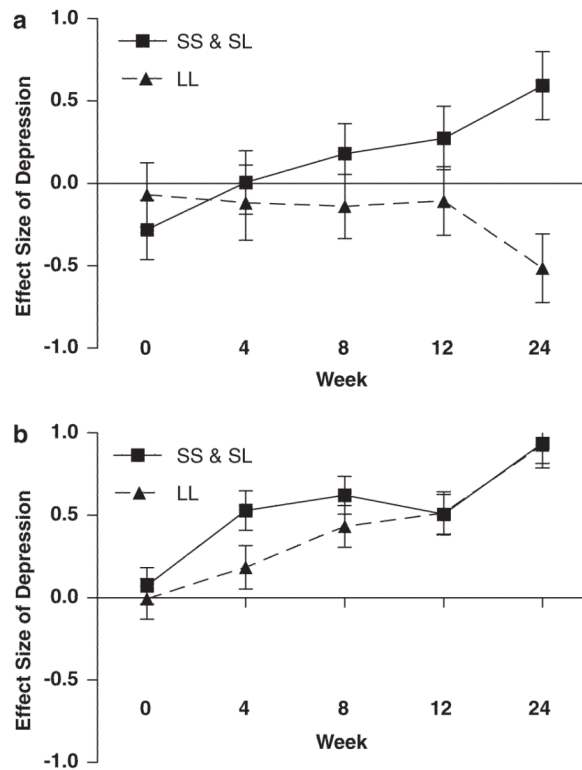 a
1.0
SS & SL
LL
0.5
0.0
-0.5
-1.0
Effect Size of Depression
0 4 8 12 24
Week
b
1.0
SS & SL
LL
0.5
0.0
-0.5
-1.0
Effect Size of Depression
0 4 8 12 24
Week